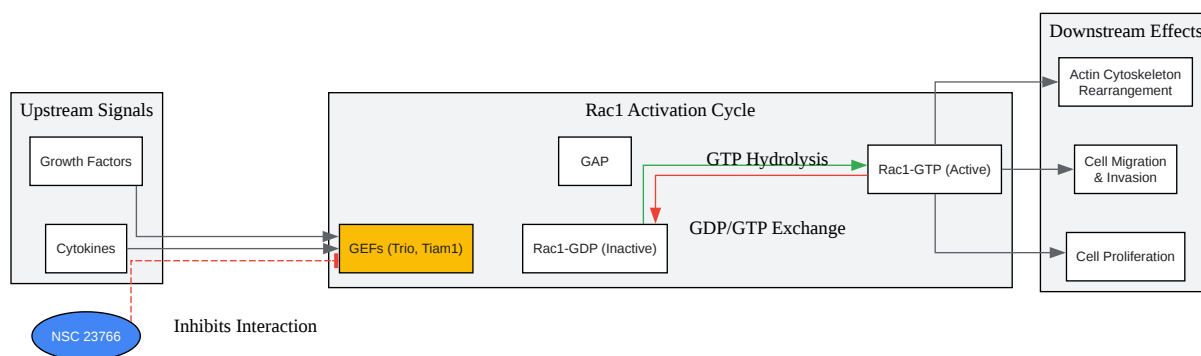 Upstream Signals
Growth Factors
Cytokines
NSC 23766
Inhibits Interaction
Rac1 Activation Cycle
GEFs (Trio, Tiam1)
GAP
Rac1-GDP (Inactive)
GTP Hydrolysis
GDP/GTP Exchange
Rac1-GTP (Active)
Downstream Effects
Actin Cytoskeleton
Rearrangement
Cell Migration
& Invasion
Cell Proliferation